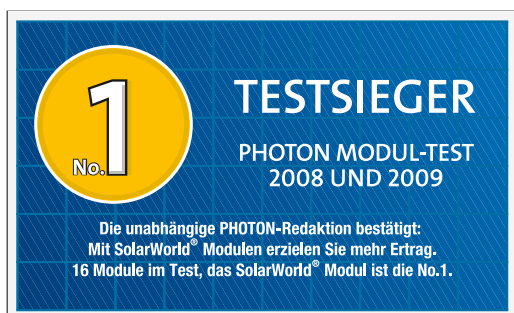 No.1
TESTSIEGER
PHOTON MODUL-TEST
2008 UND 2009
Die unabhängige PHOTON-Redaktion bestätigt:
Mit SolarWorld® Modulen erzielen Sie mehr Ertrag.
16 Module im Test, das SolarWorld® Modul ist die No.1.